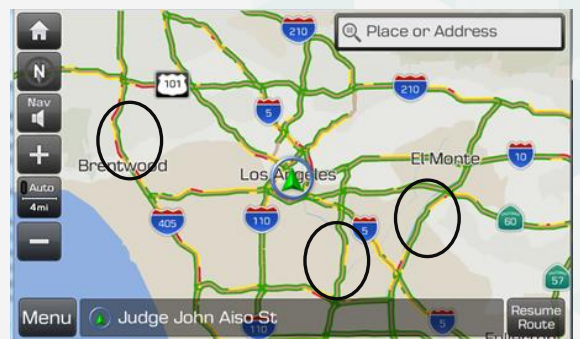 210
Place or Address
N
101
Nav
5
210
Brentwood
Los Angeles
El Monte
10
Auto
4mi
405
110
5
60
57
Menu
Judge John Aiso St
110
5
Resume
Route